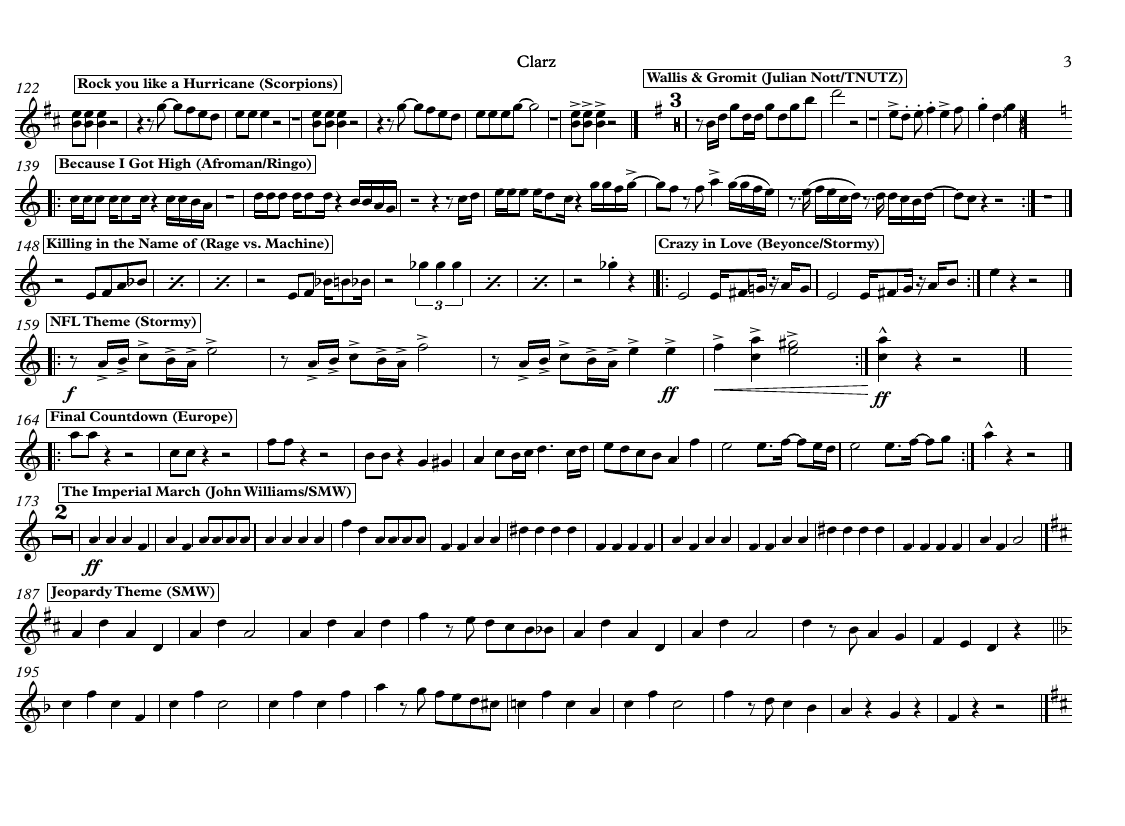 Clarz
3
122
Rock you like a Hurricane (Scorpions)
Wallis & Gromit (Julian Nott/TNUTZ)
3
139
Because I Got High (Afroman/Ringo)
148
Killing in the Name of (Rage vs. Machine)
Crazy in Love (Beyonce/Stormy)
3
159
NFL Theme (Stormy)
f
ff
ff
164
Final Countdown (Europe)
173
The Imperial March (John Williams/SMW)
2
ff
187
Jeopardy Theme (SMW)
195